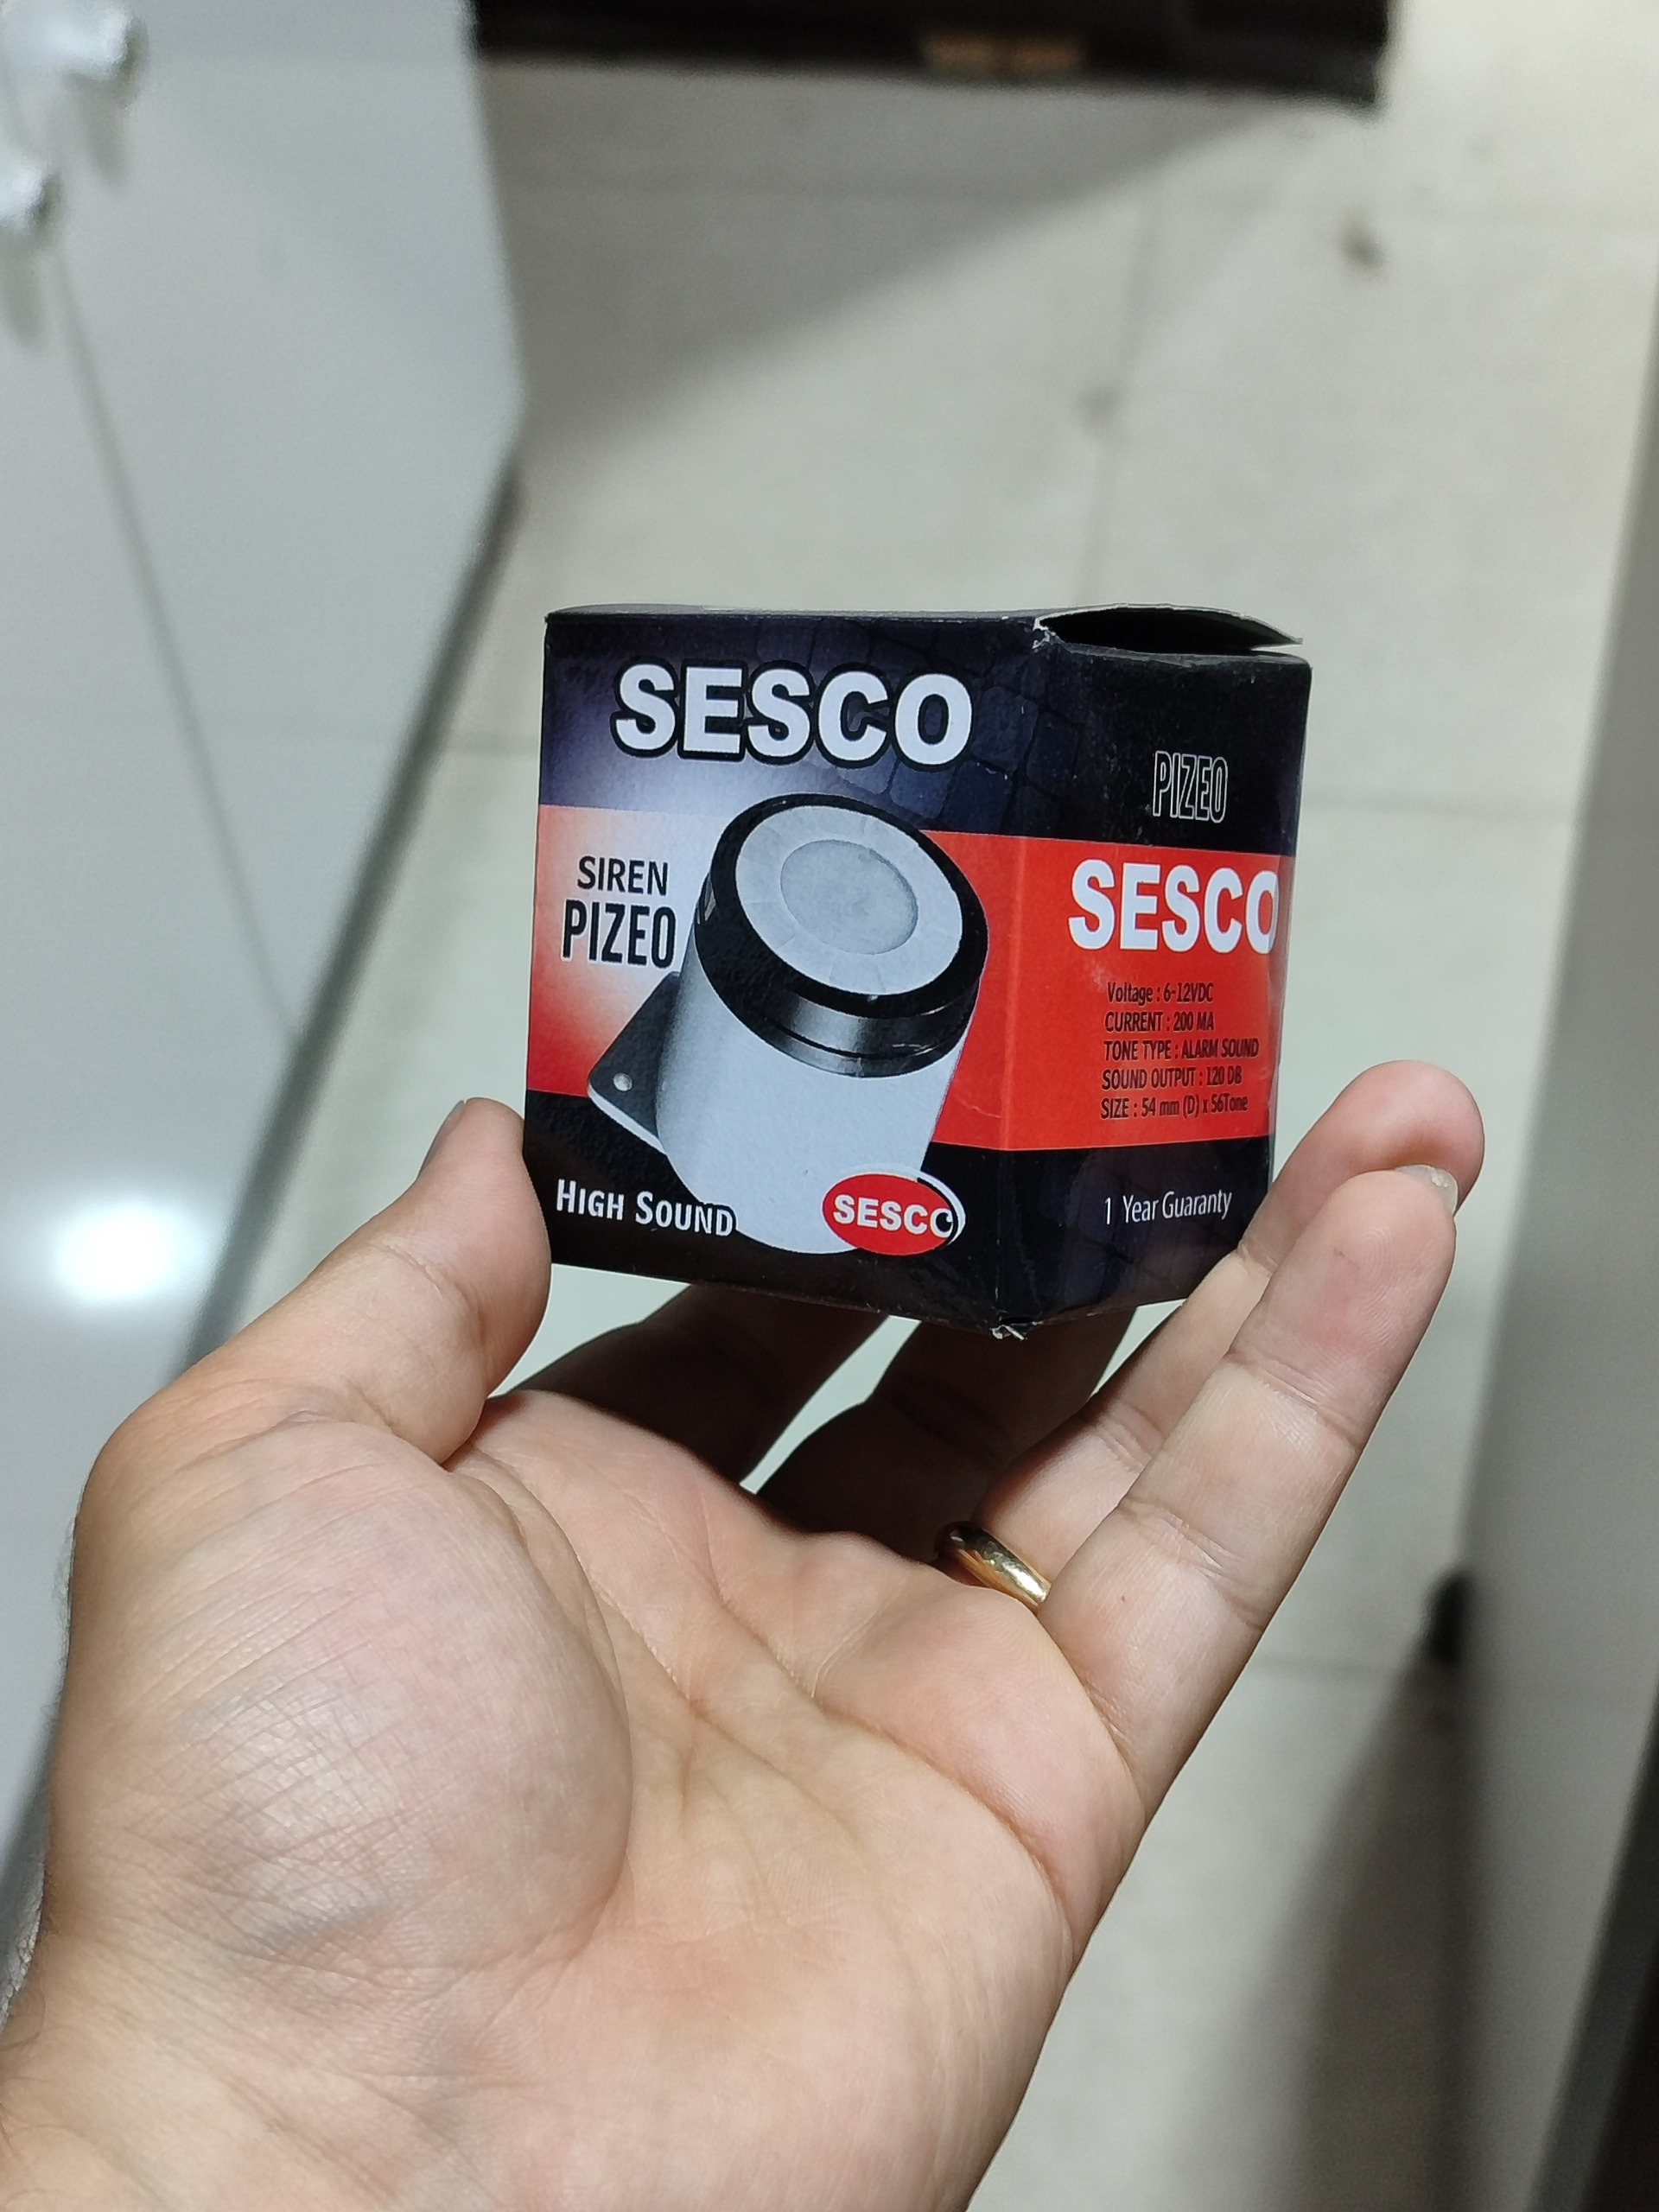 SESCO
SIREN
PIZEO
HIGH SOUND
SESCO
PIZEO
SESCO
Voltage : 6-12VDC
CURRENT : 200 MA
TONE TYPE : ALARM SOUND
SOUND OUTPUT : 120 DB
SIZE : 54 mm (D) x 56Tone
1 Year Guaranty